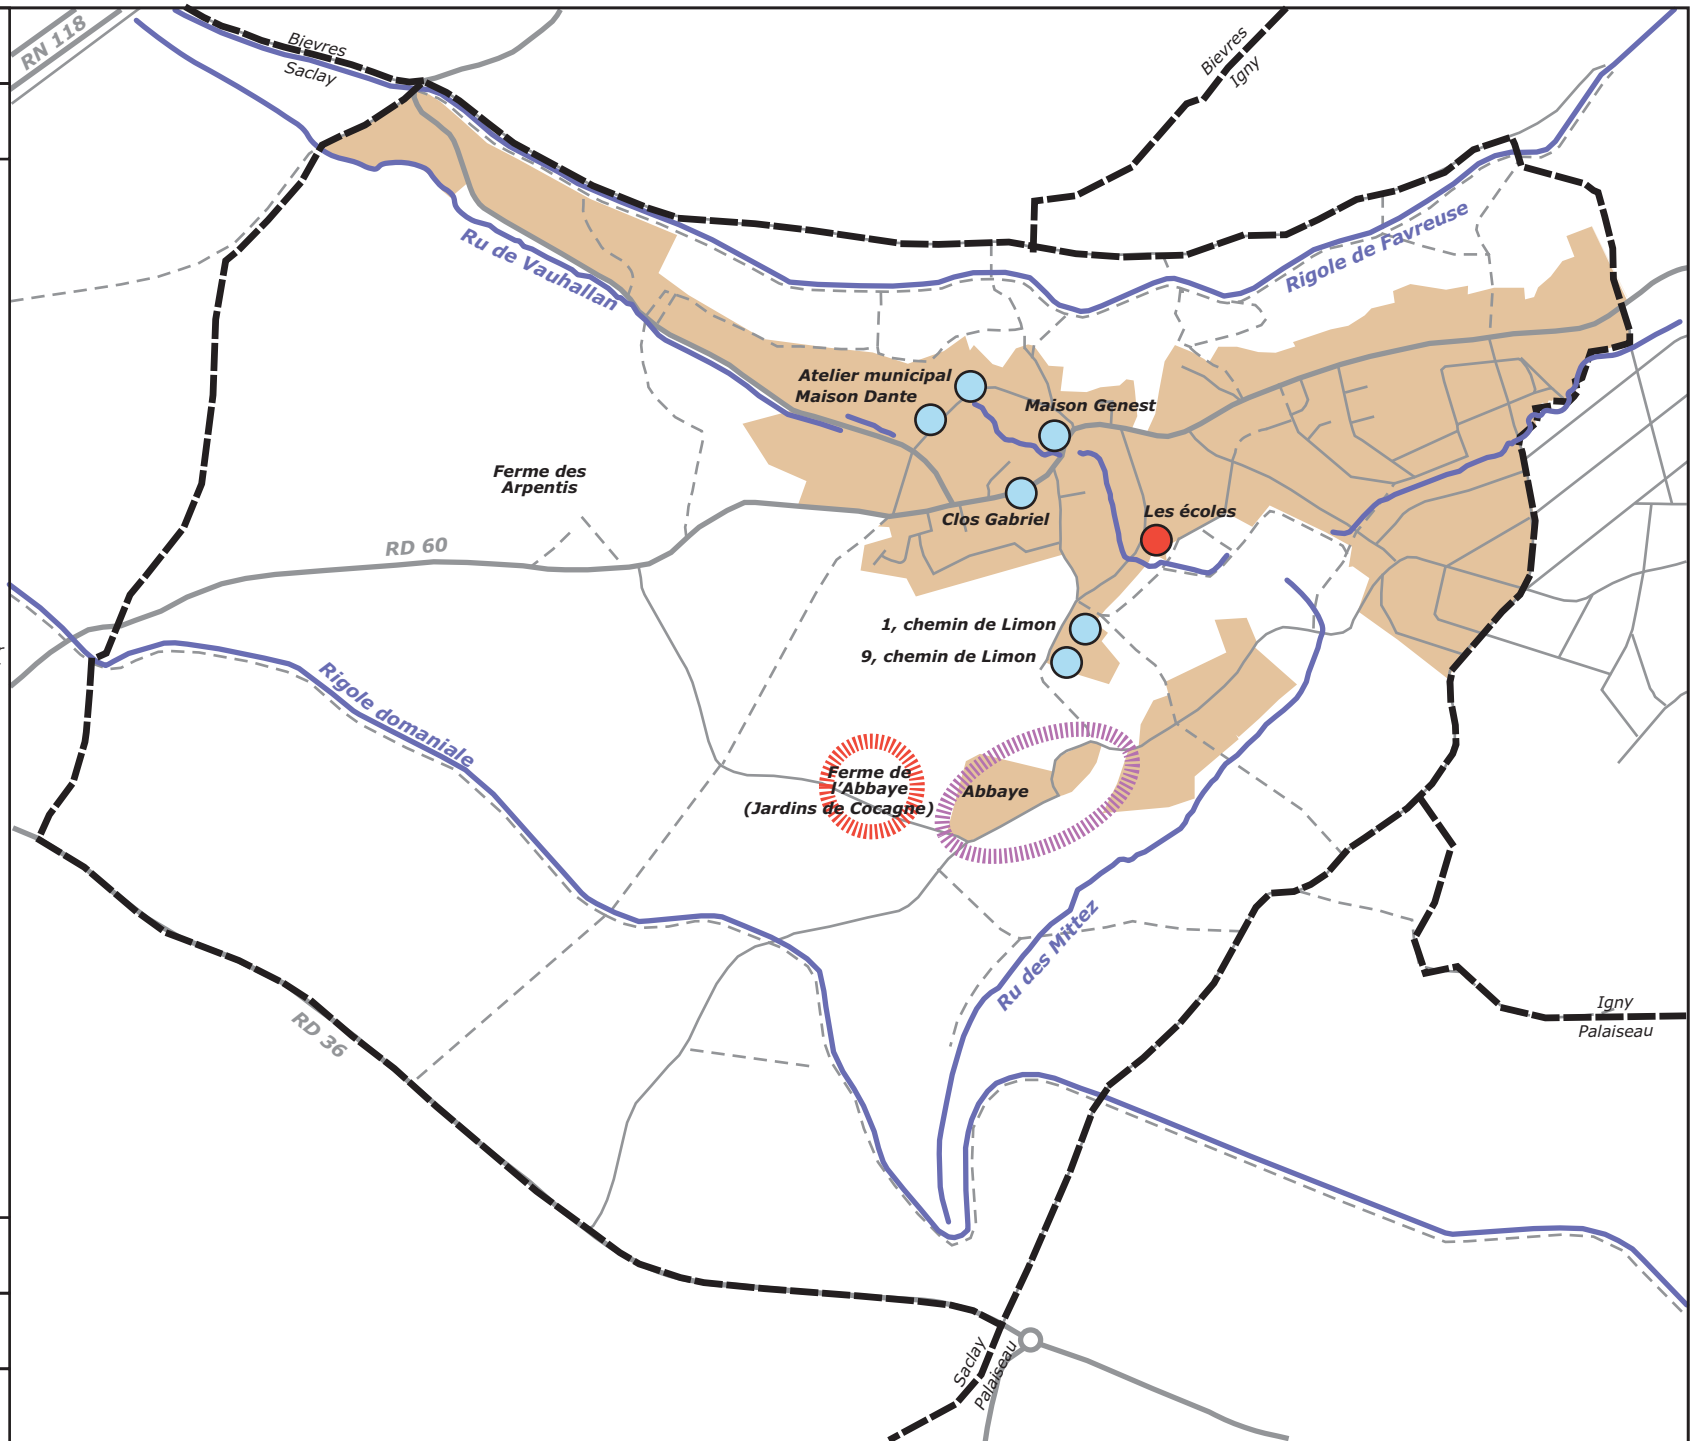 RN 118
Bievres
Saclay
Bievres
Igny
Ru de Vauhallan
Rigole de Favreuse
Atelier municipal
Maison Dante
Maison Genest
Ferme des
Arpentis
Clos Gabriel
Les écoles
RD 60
1, chemin de Limon
9, chemin de Limon
Rigole domaniale
Ferme de
l'Abbaye
(Jardins de Cocagne)
Abbaye
Ru des Mittez
RD 36
Igny
Palaiseau
Saclay
Palaiseau